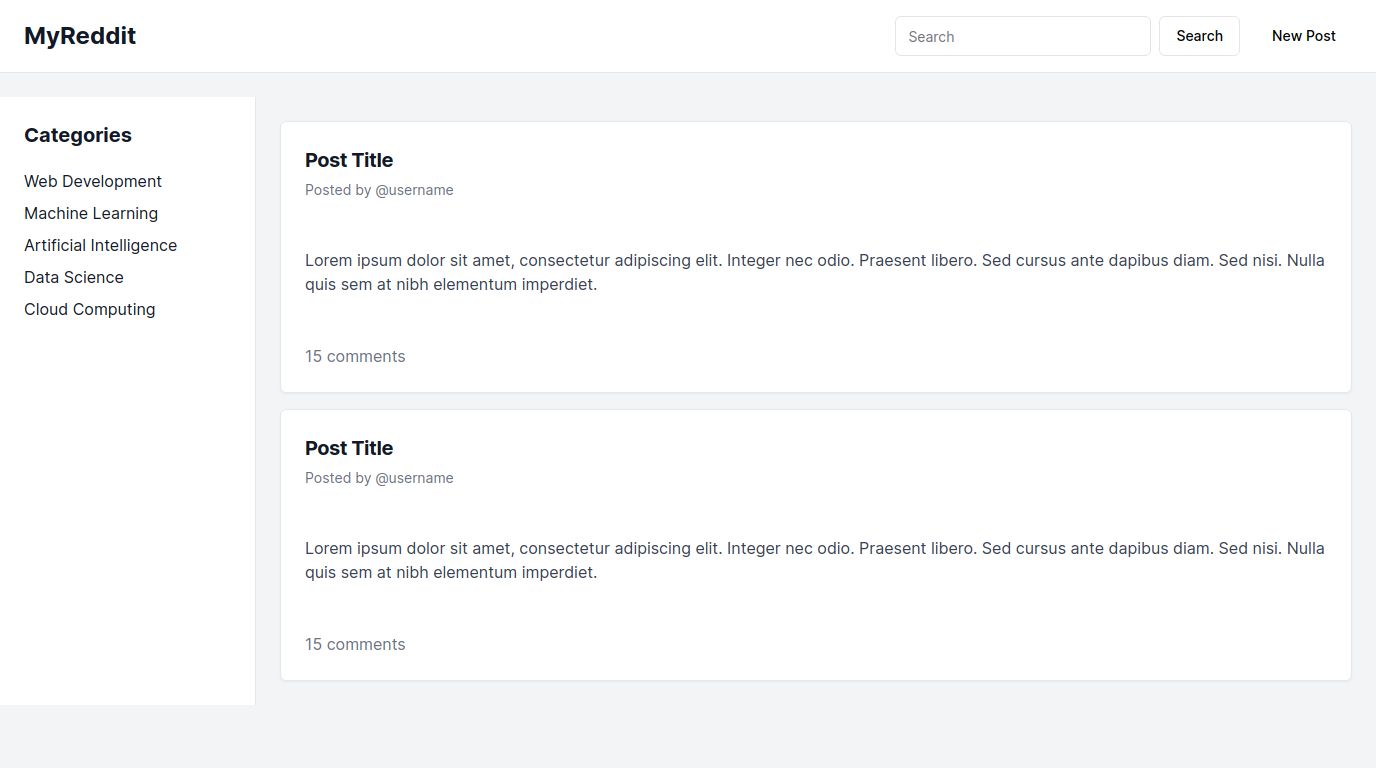 MyReddit
Search
Search
New Post
Categories
Web Development
Machine Learning
Artificial Intelligence
Data Science
Cloud Computing
Post Title
Posted by @username
Lorem ipsum dolor sit amet, consectetur adipiscing elit. Integer nec odio. Praesent libero. Sed cursus ante dapibus diam. Sed nisi. Nulla
quis sem at nibh elementum imperdiet.
15 comments
Post Title
Posted by @username
Lorem ipsum dolor sit amet, consectetur adipiscing elit. Integer nec odio. Praesent libero. Sed cursus ante dapibus diam. Sed nisi. Nulla
quis sem at nibh elementum imperdiet.
15 comments